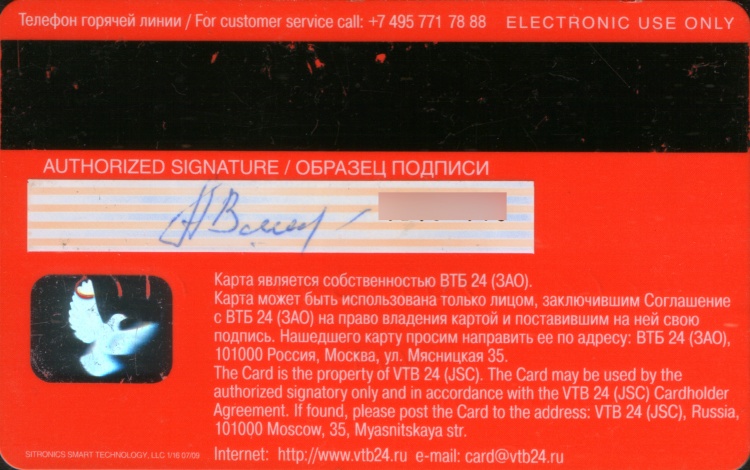 Телефон горячей линии / For customer service call: +7 495 771 78 88 ELECTRONIC USE ONLY
AUTHORIZED SIGNATURE / ОБРАЗЕЦ ПОДПИСИ
Карта является собственностью ВТБ 24 (ЗАО).
Карта может быть использована только лицом, заключившим Соглашение
с ВТБ 24 (ЗАО) на право владения картой и поставившим на ней свою
подпись. Нашедшего карту просим направить ее по адресу: ВТБ 24 (ЗАО),
101000 Россия, Москва, ул. Мясницкая 35.
The Card is the property of VTB 24 (JSC). The Card may be used by the
authorized signatory only and in accordance with the VTB 24 (JSC) Cardholder
Agreement. If found, please post the Card to the address: VTB 24 (JSC), Russia,
101000 Moscow, 35, Myasnitskaya str.
SITRONICS SMART TECHNOLOGY, LLC 1/18 07/09
Internet: http://www.vtb24.ru e-mail: card@vtb24.ru